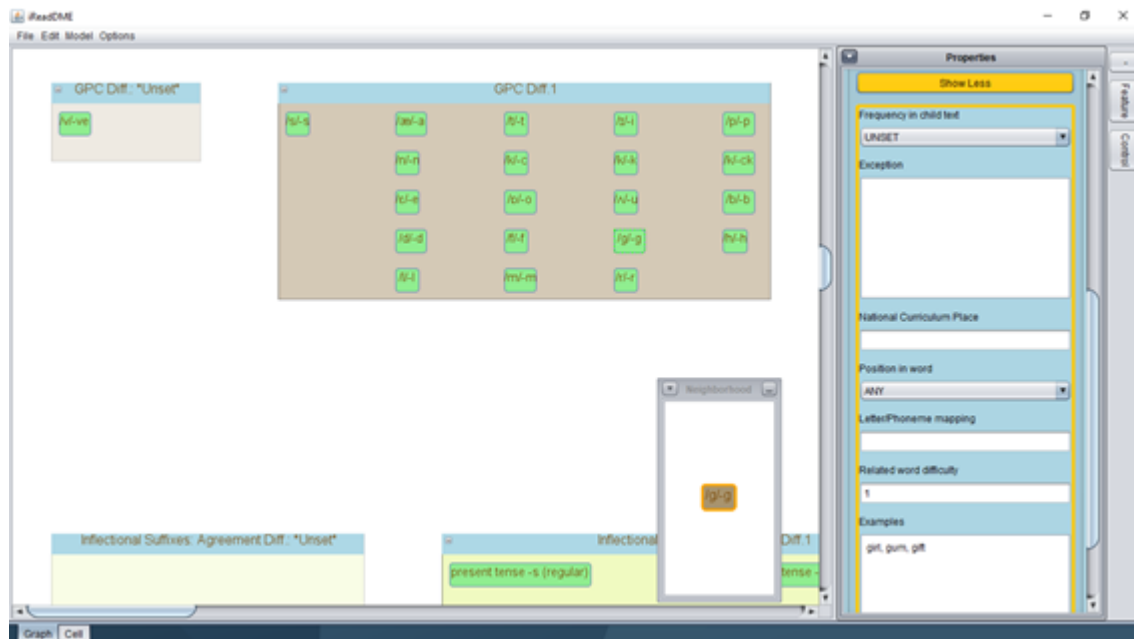 iReadDME
File Edit Model Options
GPC Diff.: "Unset"
/v/-ve
GPC Diff.1
/s/-s /æ/-a /t/-t /ɪ/-i /p/-p
/n/-n /k/-c /k/-k /k/-ck
/ɛ/-e /ɒ/-o /ʌ/-u /b/-b
/d/-d /f/-f /g/-g /h/-h
/l/-l /m/-m /r/-r
Neighborhood
/g/-g
Inflectional Suffixes: Agreement Diff.: "Unset"
Inflectional
Diff.1
present tense -s (regular)
tense -
Graph Cell
Properties
Show Less
Frequency in child text
UNSET
Exception
National Curriculum Place
Position in word
ANY
Letter/Phoneme mapping
Related word difficulty
1
Examples
girl, gum, gift
Feature
Control